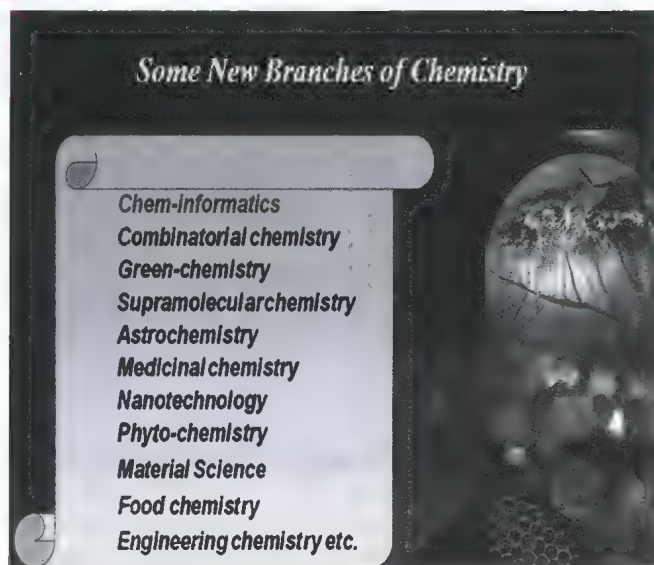 Some New Branches of Chemistry
Chem-informatics
Combinatorial chemistry
Green-chemistry
Supramolecularchemistry
Astrochemistry
Medicinal chemistry
Nanotechnology
Phyto-chemistry
Material Science
Food chemistry
Engineering chemistry etc.